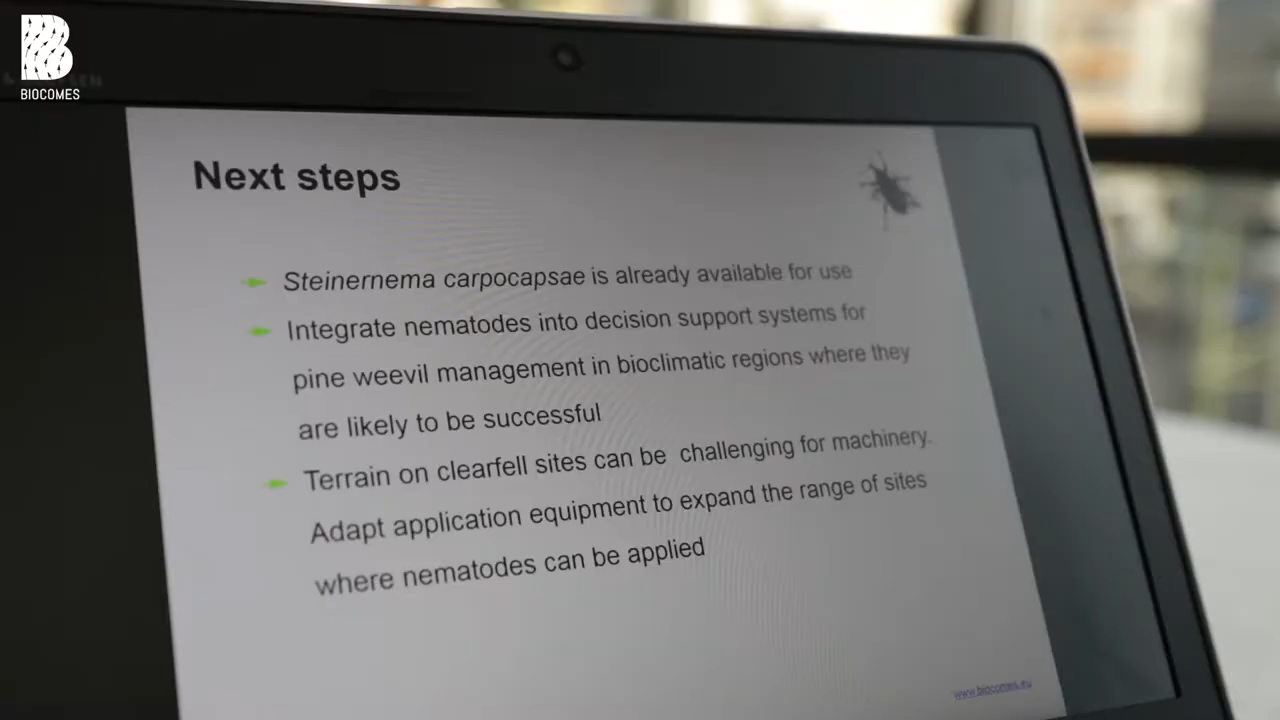 BIOCOMES
Next steps
Steinernema carpocapsae is already available for use
Integrate nematodes into decision support systems for
pine weevil management in bioclimatic regions where they
are likely to be successful
Terrain on clearfell sites can be challenging for machinery.
Adapt application equipment to expand the range of sites
where nematodes can be applied
www.biocomes.eu